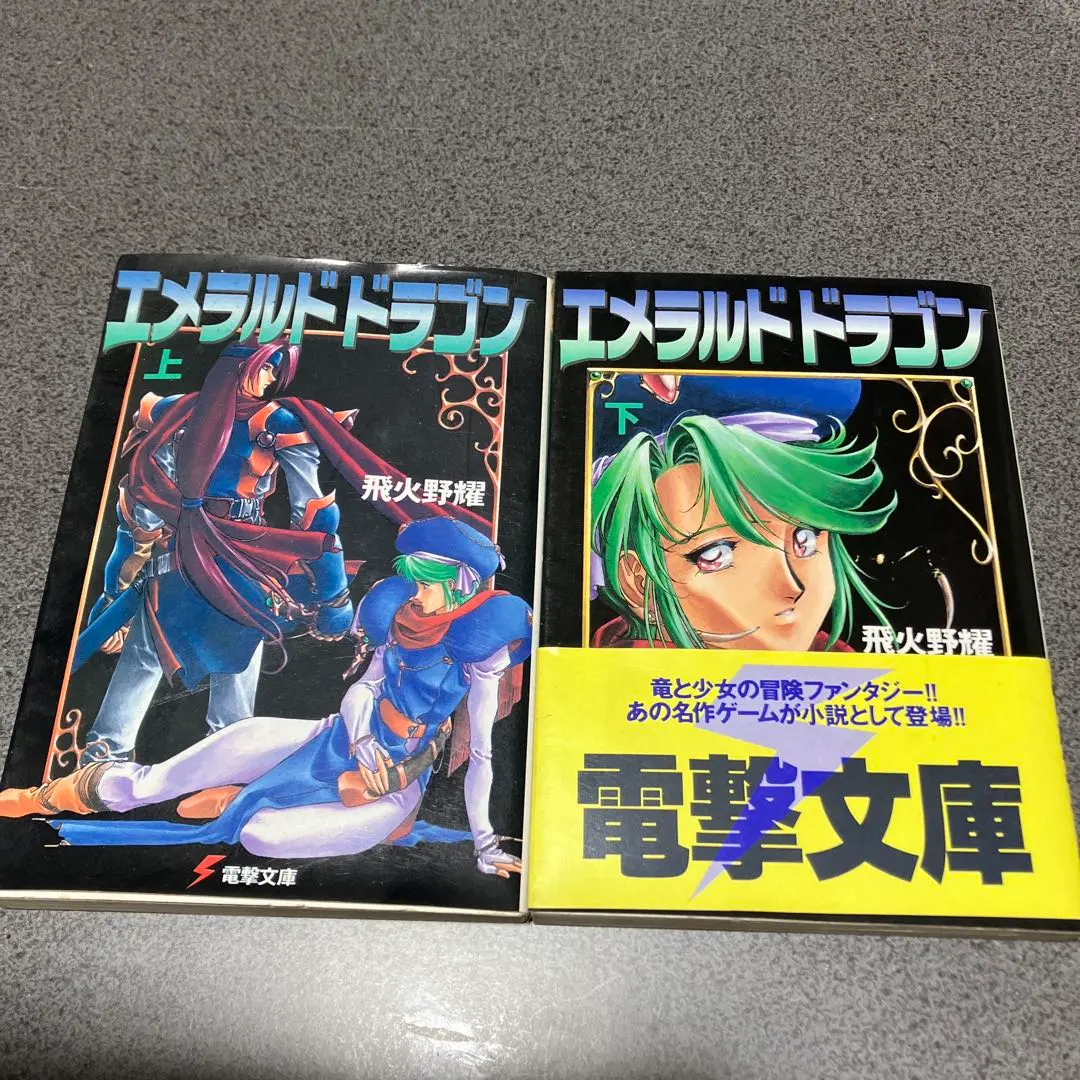 エメラルドドラゴン
上
飛火野耀
電撃文庫
エメラルドドラゴン
下
飛火野耀
竜と少女の冒険ファンタジー!!
あの名作ゲームが小説として登場!!
電撃文庫